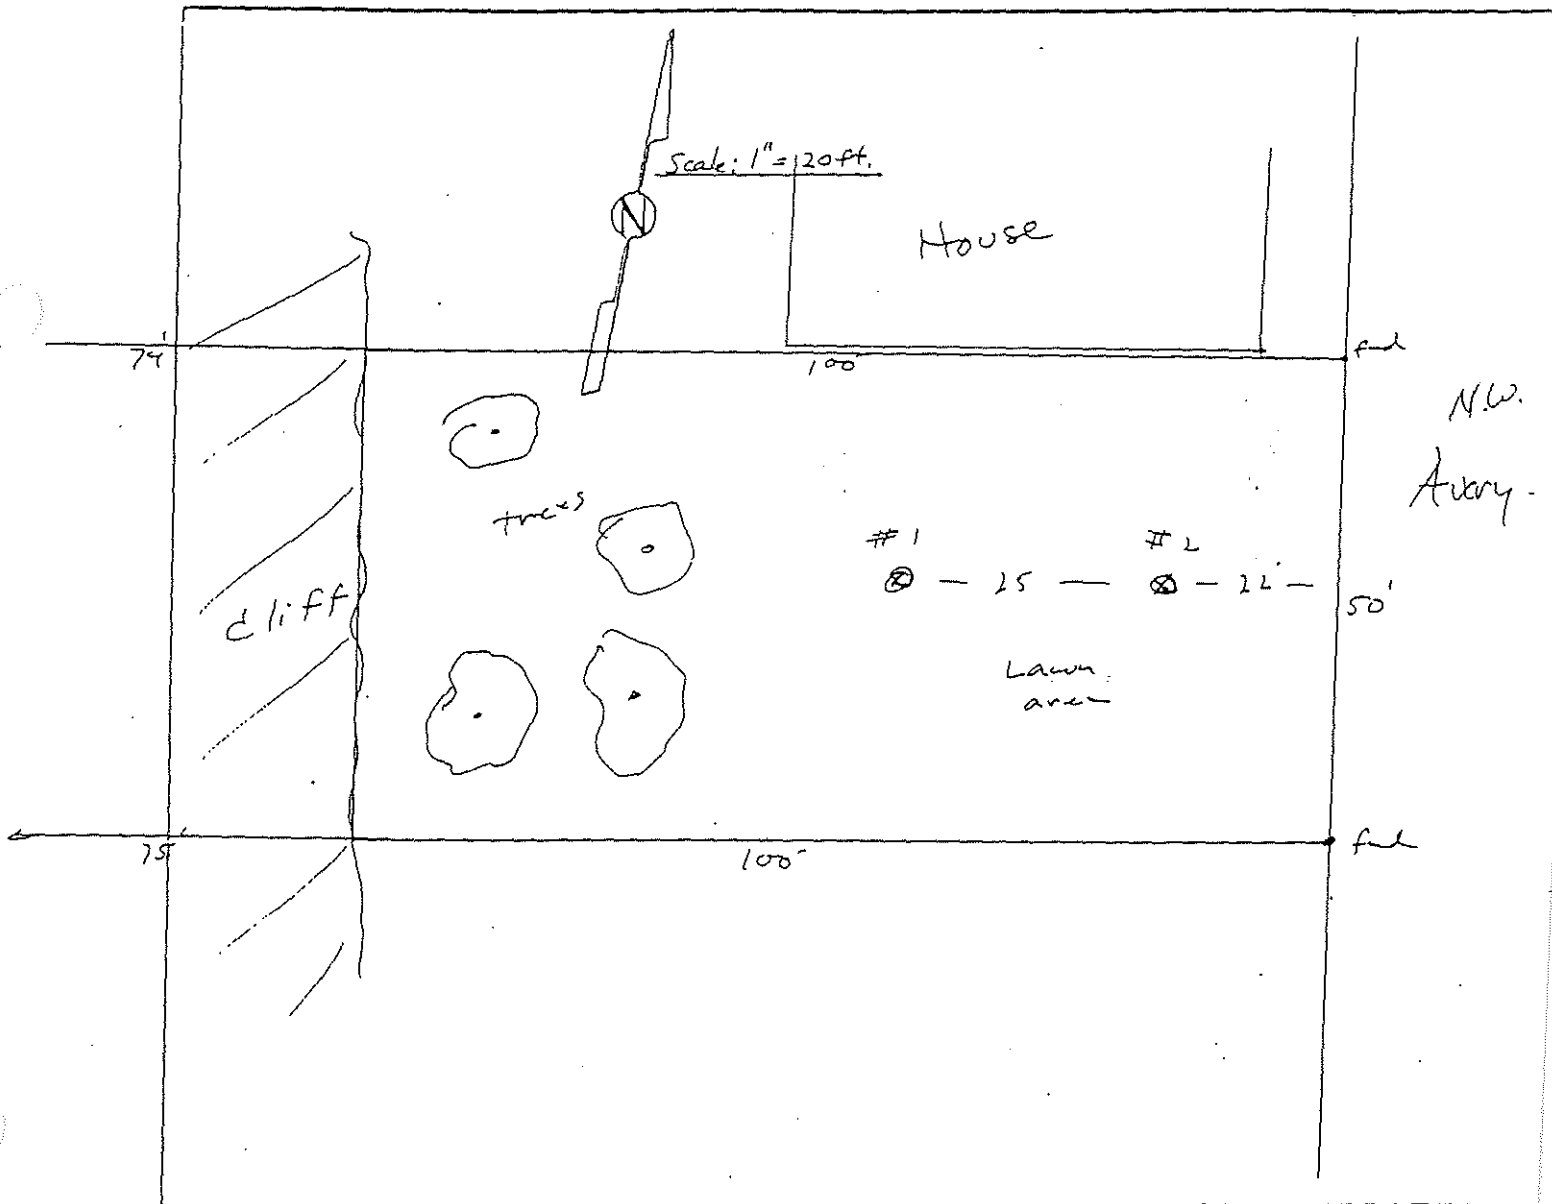 Scale: 1" = 20 ft.
N
House
74'
100'
fnd
N.W.
Avery.
trees
#1
#2
25
22'
50'
cliff
Lawn
area
75'
100'
fnd